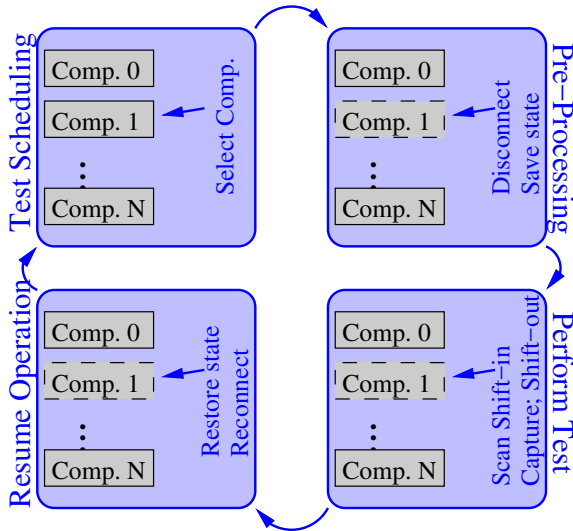 Test Scheduling
Comp. 0
Comp. 1
...
Comp. N
Select Comp.
Pre−Processing
Comp. 0
Comp. 1
...
Comp. N
Disconnect
Save state
Perform Test
Comp. 0
Comp. 1
...
Comp. N
Scan Shift−in
Capture; Shift−out
Resume Operation
Comp. 0
Comp. 1
...
Comp. N
Restore state
Reconnect